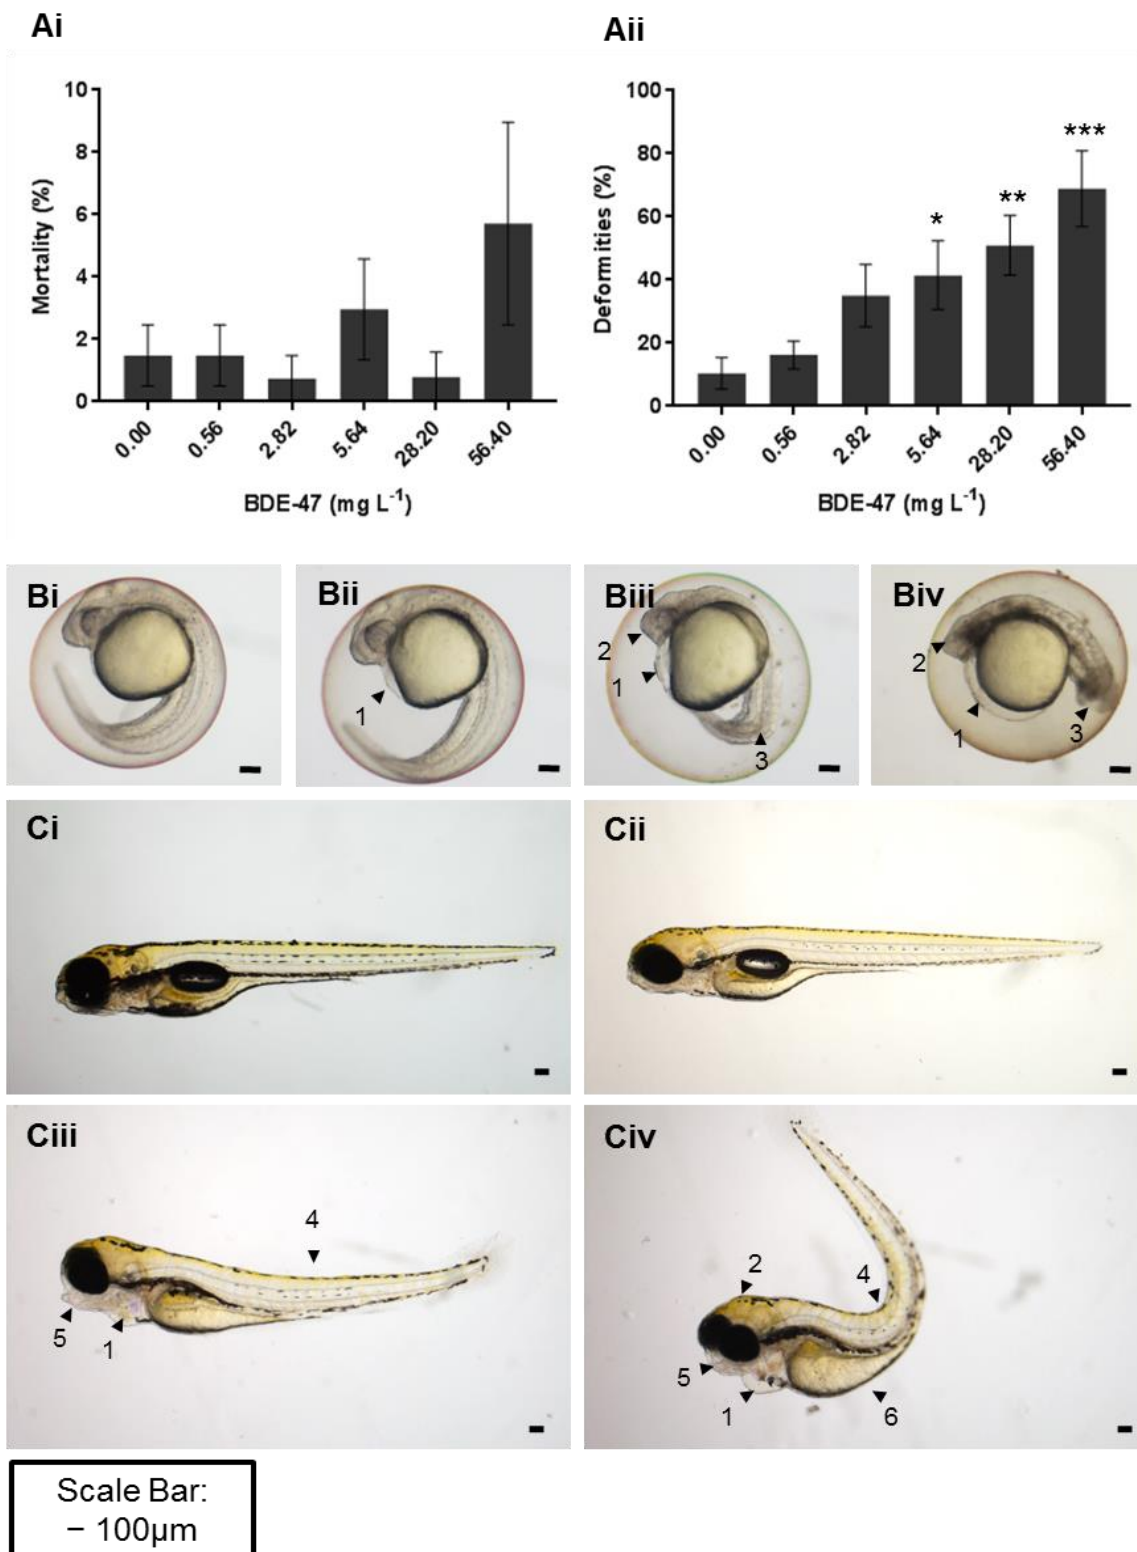 Ai
Aii
10
8
6
4
2
0
Mortality (%)
0.00
0.56
2.82
5.64
28.20
56.40
BDE-47 (mg L⁻¹)
100
80
60
40
20
0
Deformities (%)
*
**
***
0.00
0.56
2.82
5.64
28.20
56.40
BDE-47 (mg L⁻¹)
Bi
Bii
1
Biii
2
1
3
Biv
2
1
3
Ci
Cii
Ciii
4
5
1
Civ
2
4
5
1
6
Scale Bar:
– 100µm